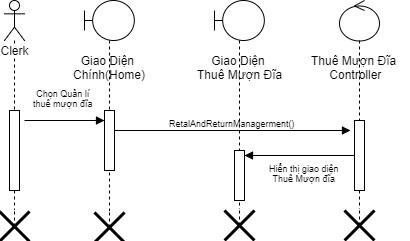 Clerk
Giao Diện
Chính(Home)
Giao Diện
Thuê Mượn Đĩa
Thuê Mượn Đĩa
Controller
Chọn Quản lí
thuê mượn đĩa
RetalAndReturnManagerment()
Hiển thị giao diện
Thuê Mượn đĩa